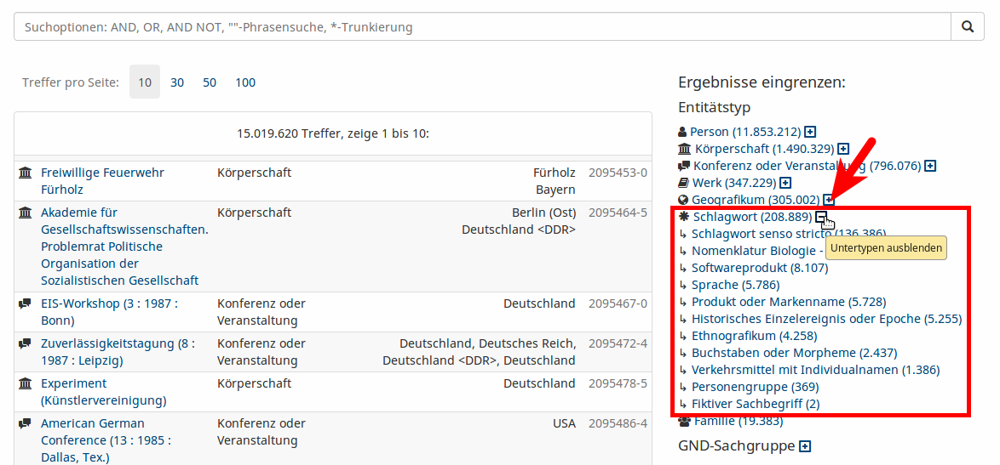 Suchoptionen: AND, OR, AND NOT, ""-Phrasensuche, *-Trunkierung
Treffer pro Seite: 10 30 50 100
15.019.620 Treffer, zeige 1 bis 10:
Freiwillige Feuerwehr Körperschaft Fürholz 2095453-0
Fürholz Bayern
Akademie für Körperschaft Berlin (Ost) 2095464-5
Gesellschaftswissenschaften. Deutschland <DDR>
Problemrat Politische
Organisation der
Sozialistischen Gesellschaft
EIS-Workshop (3 : 1987 : Konferenz oder Deutschland 2095467-0
Bonn) Veranstaltung
Zuverlässigkeitstagung (8 : Konferenz oder Deutschland, Deutsches Reich, 2095472-4
1987 : Leipzig) Veranstaltung Deutschland <DDR>, Deutschland
Experiment Körperschaft Deutschland 2095478-5
(Künstlervereinigung)
American German Konferenz oder USA 2095486-4
Conference (13 : 1985 : Veranstaltung
Dallas, Tex.)
Ergebnisse eingrenzen:
Entitätstyp
Person (11.853.212)
Körperschaft (1.490.329)
Konferenz oder Veranstaltung (796.076)
Werk (347.229)
Geografikum (305.002)
Schlagwort (208.889)
↳ Schlagwort senso stricto (136.386)
↳ Nomenklatur Biologie -
Untertypen ausblenden
↳ Softwareprodukt (8.107)
↳ Sprache (5.786)
↳ Produkt oder Markenname (5.728)
↳ Historisches Einzelereignis oder Epoche (5.255)
↳ Ethnografikum (4.258)
↳ Buchstaben oder Morpheme (2.437)
↳ Verkehrsmittel mit Individualnamen (1.386)
↳ Personengruppe (369)
↳ Fiktiver Sachbegriff (2)
Familie (19.383)
GND-Sachgruppe